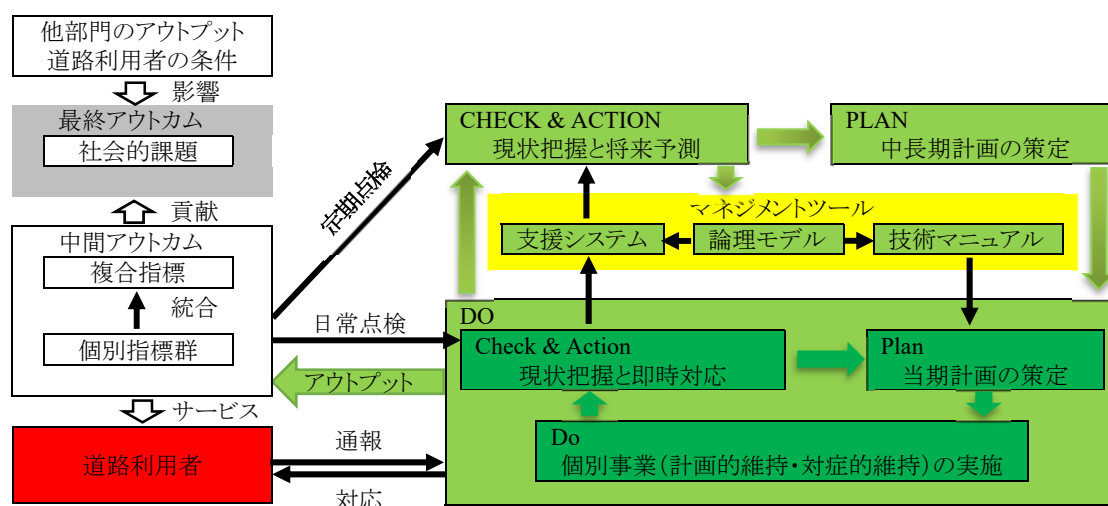 他部門のアウトプット
道路利用者の条件
影響
最終アウトカム
社会的課題
貢献
中間アウトカム
複合指標
統合
個別指標群
サービス
道路利用者
定期点検
日常点検
アウトプット
通報
対応
CHECK & ACTION
現状把握と将来予測
PLAN
中長期計画の策定
マネジメントツール
支援システム
論理モデル
技術マニュアル
DO
Check & Action
現状把握と即時対応
Plan
当期計画の策定
Do
個別事業(計画的維持・対症的維持)の実施